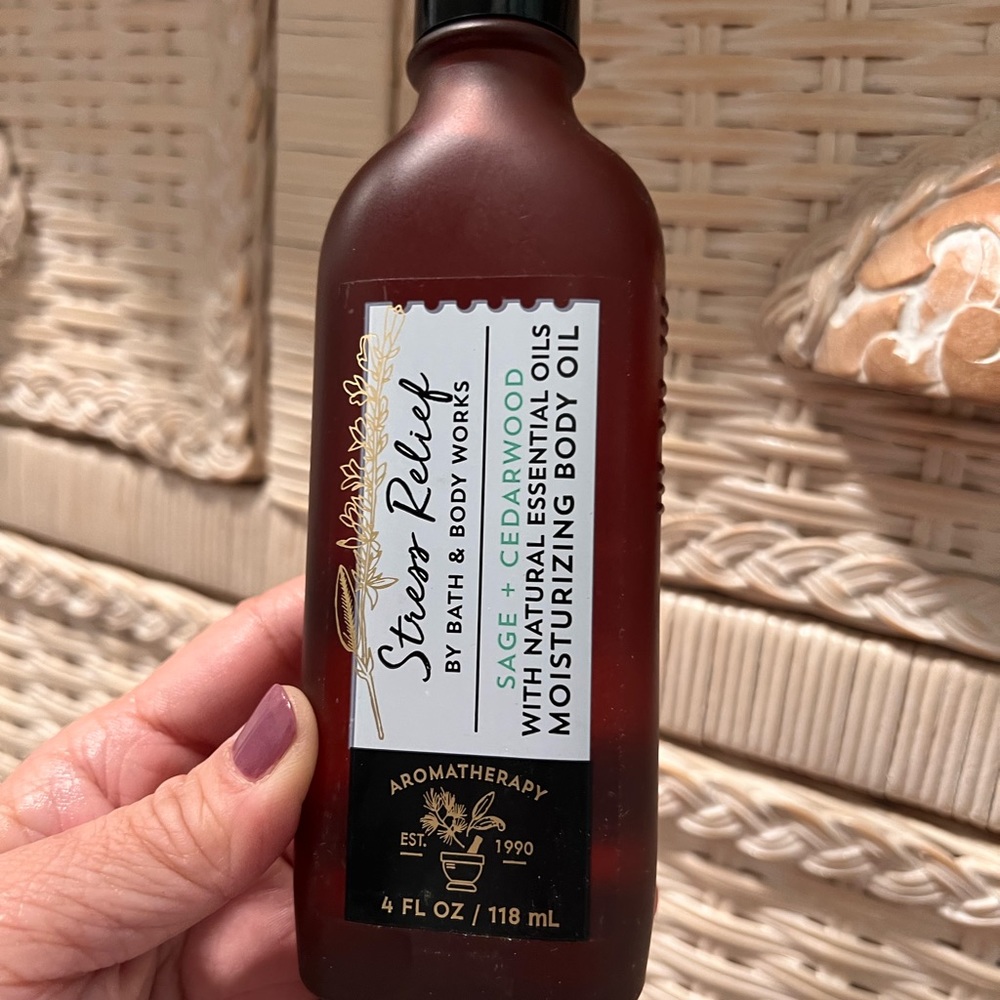 Stress Relief
BY BATH & BODY WORKS
SAGE + CEDARWOOD
WITH NATURAL ESSENTIAL OILS
MOISTURIZING BODY OIL
AROMATHERAPY
EST. 1990
4 FL OZ / 118 mL